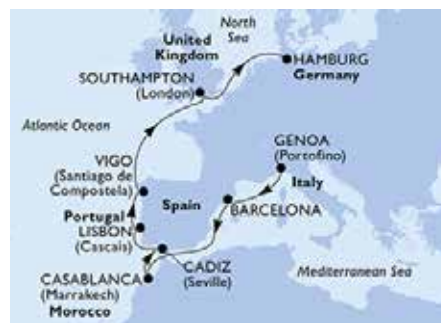 North
Sea
United
Kingdom
HAMBURG
Germany
SOUTHAMPTON
(London)
Atlantic Ocean
GENOA
(Portofino)
VIGO
(Santiago de
Compostela)
Italy
Spain
BARCELONA
Portugal
LISBON
(Cascais)
CADIZ
(Seville)
CASABLANCA
(Marrakech)
Morocco
Mediterranean Sea